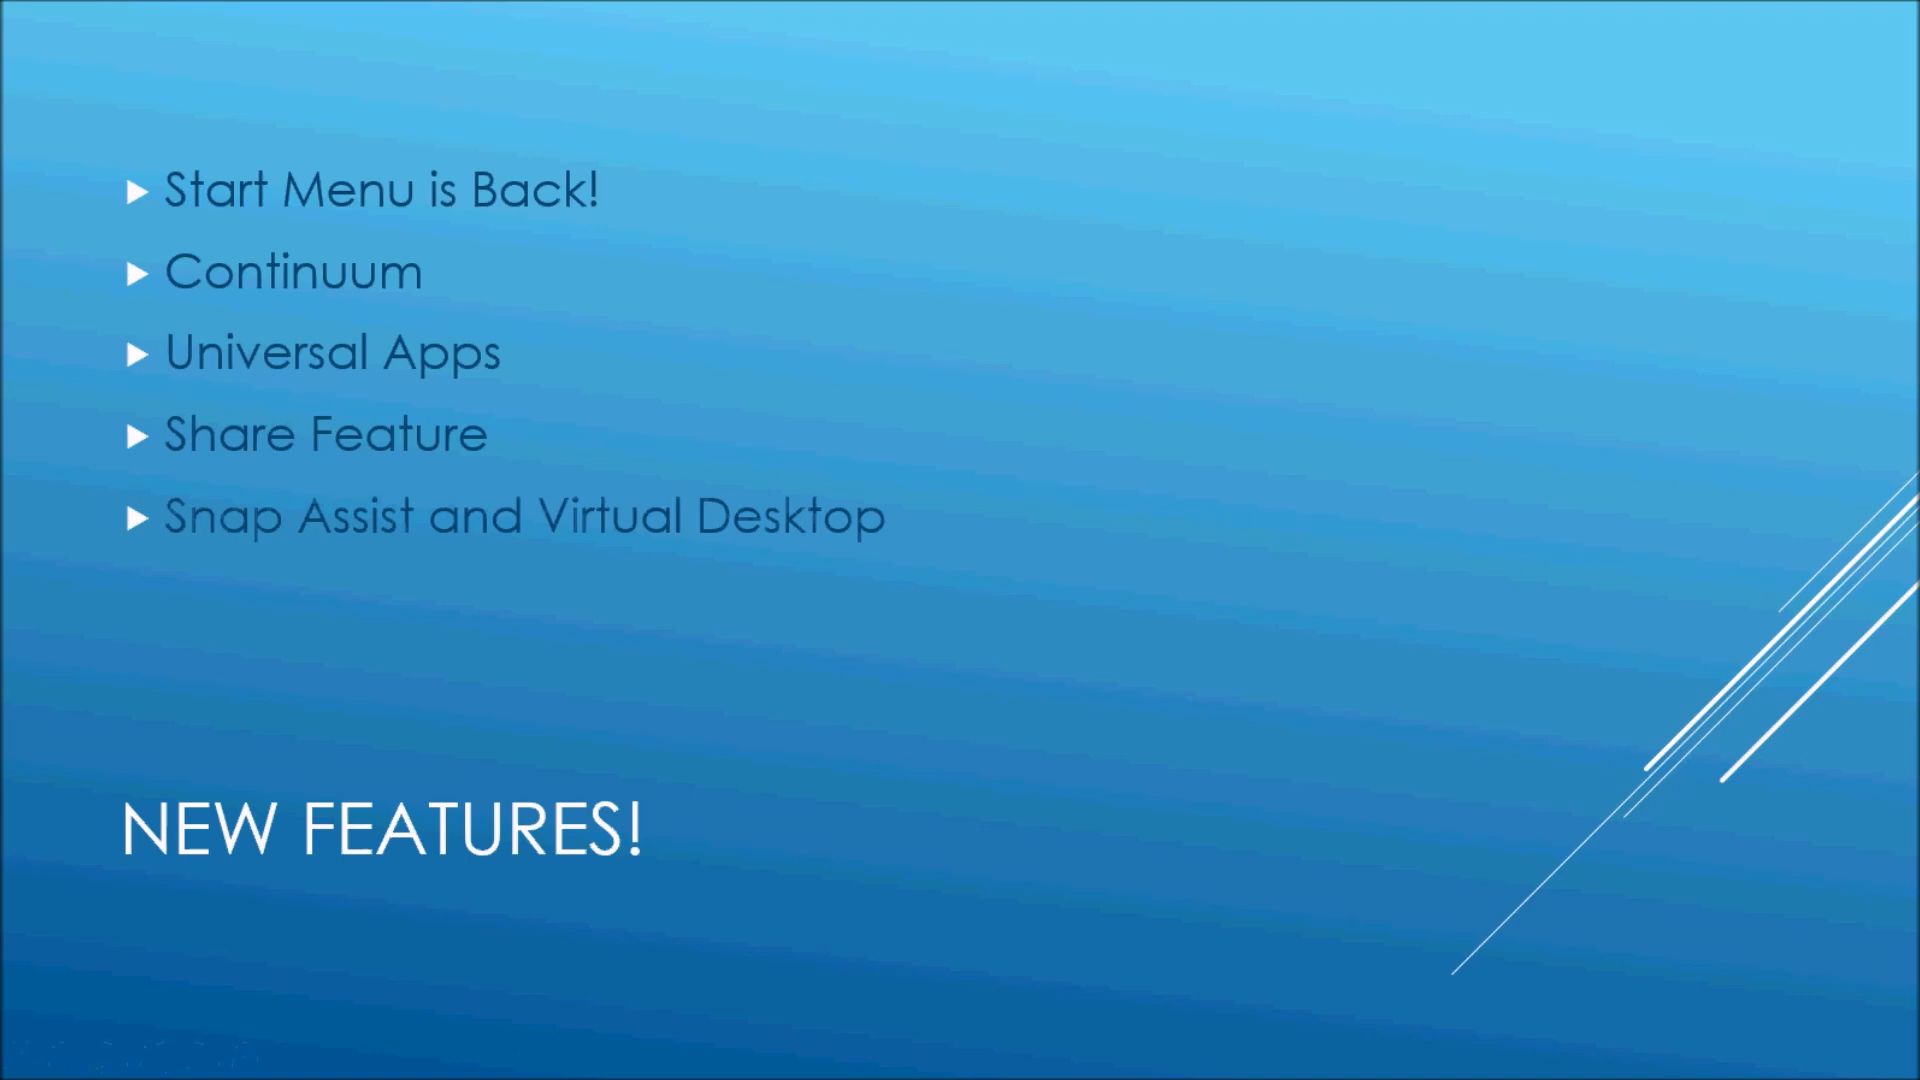 Start Menu is Back!
Continuum
Universal Apps
Share Feature
Snap Assist and Virtual Desktop
NEW FEATURES!